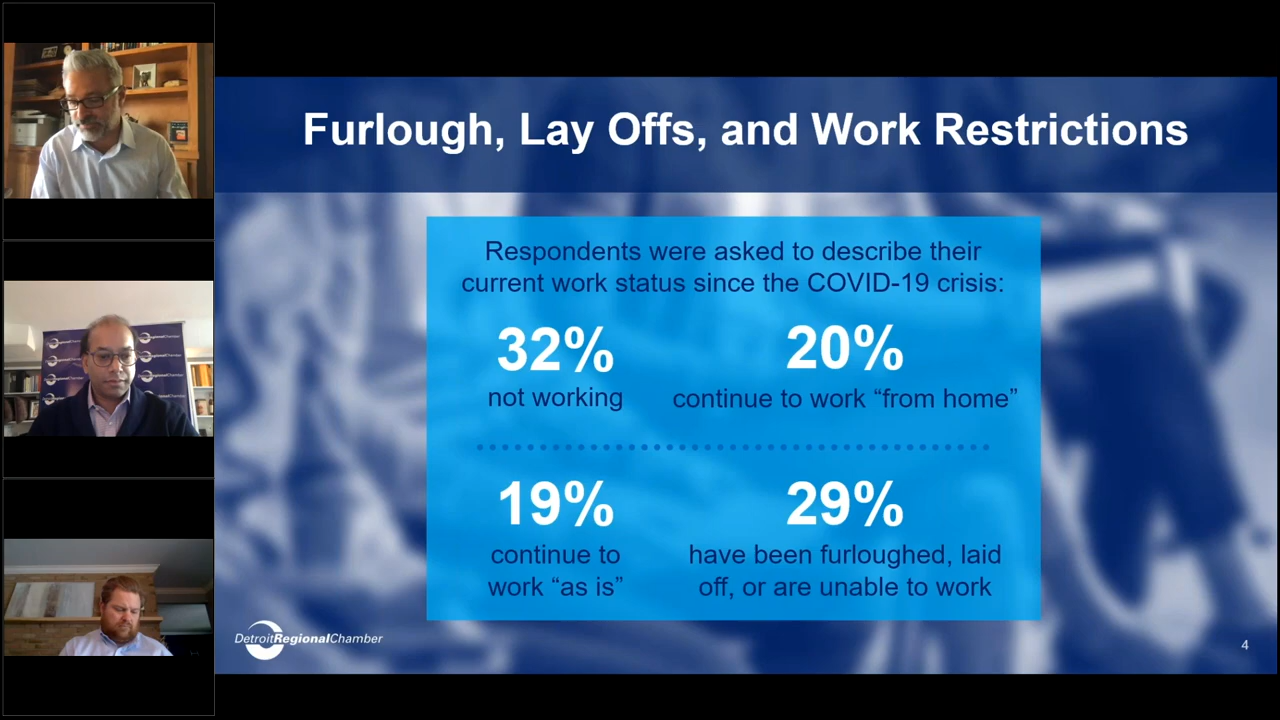 Furlough, Lay Offs, and Work Restrictions
Respondents were asked to describe their
current work status since the COVID-19 crisis:
32%
not working
20%
continue to work “from home”
19%
continue to
work “as is”
29%
have been furloughed, laid
off, or are unable to work
DetroitRegionalChamber
4